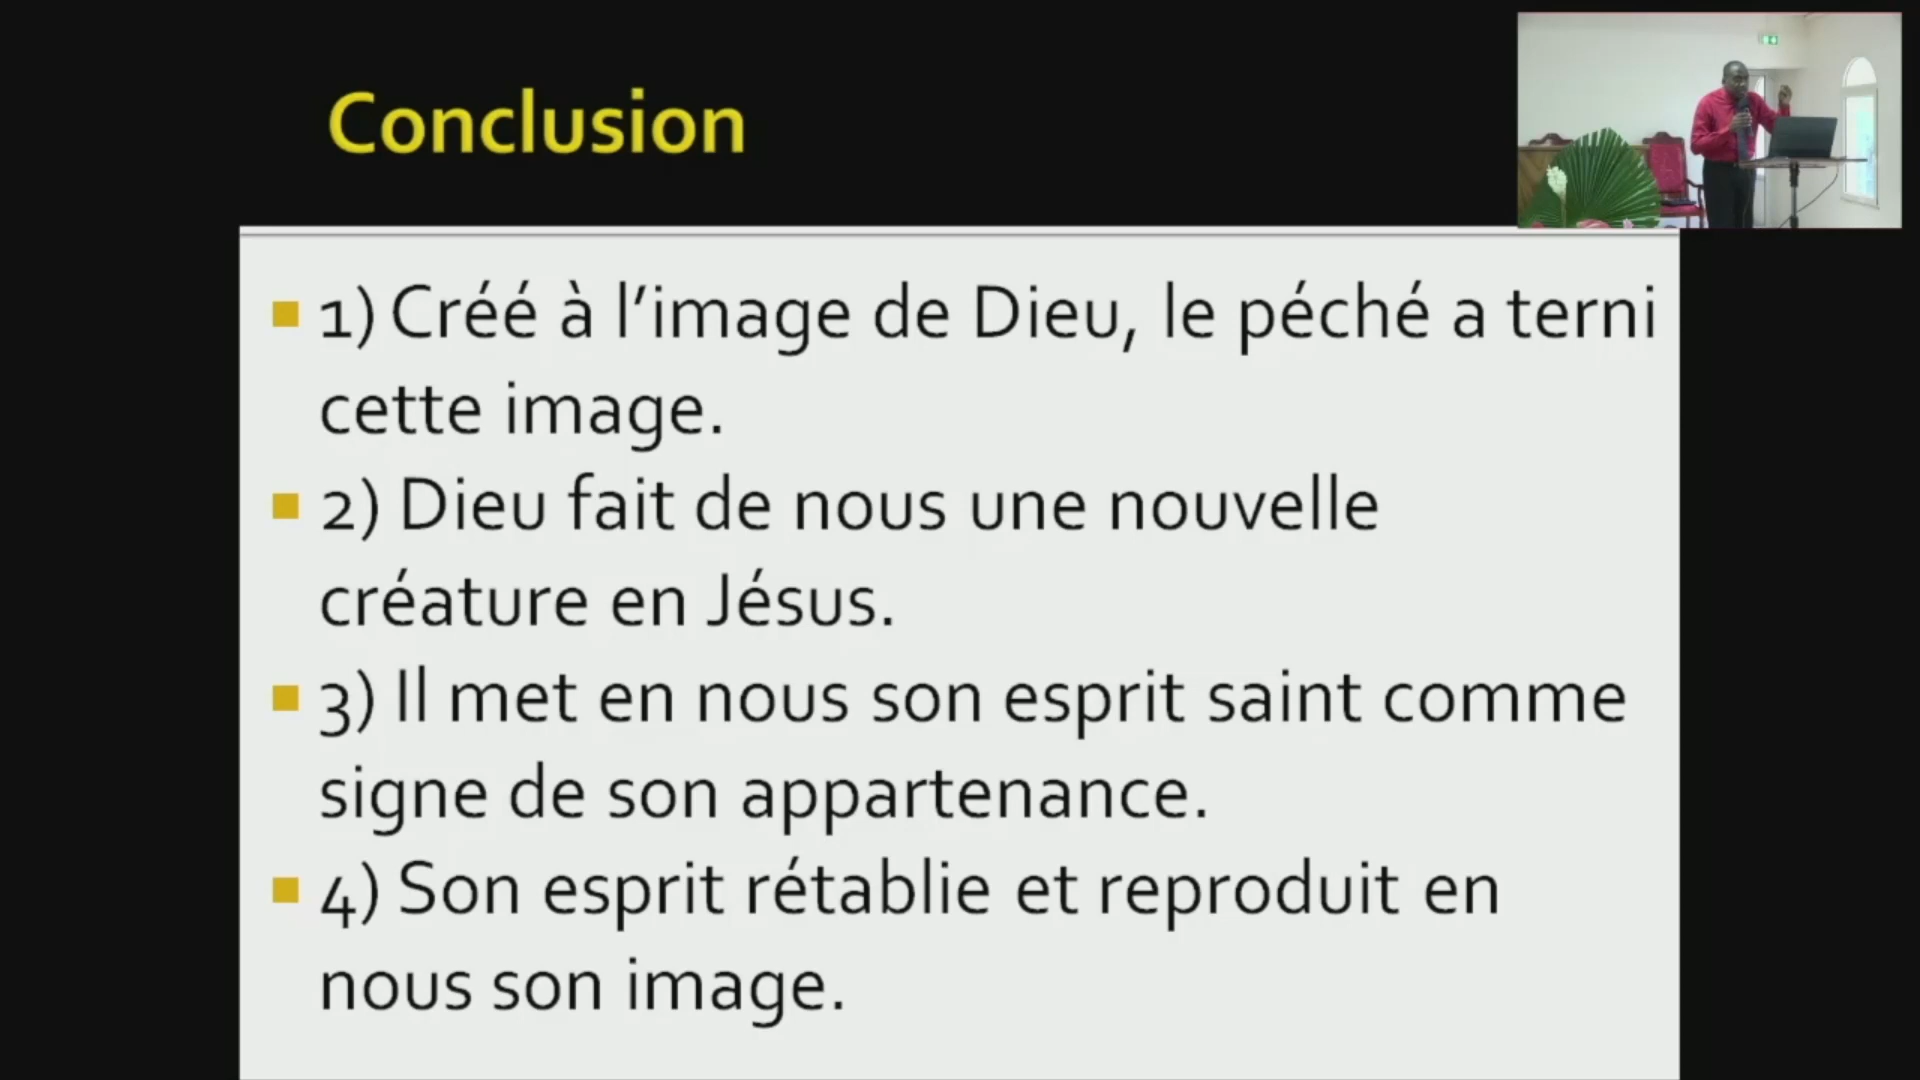 Conclusion
1) Créé à l’image de Dieu, le péché a terni
cette image.
2) Dieu fait de nous une nouvelle
créature en Jésus.
3) Il met en nous son esprit saint comme
signe de son appartenance.
4) Son esprit rétablie et reproduit en
nous son image.